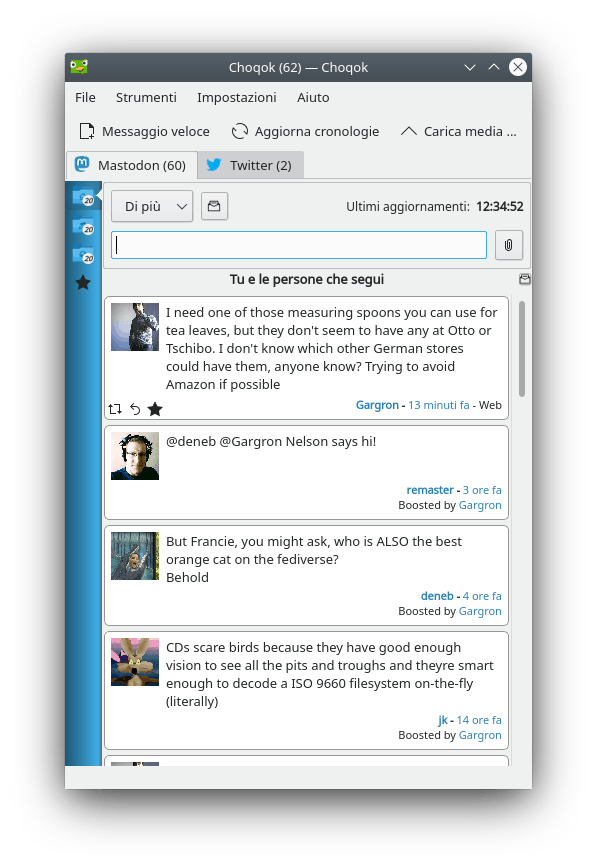 Choqok (62) — Choqok
File Strumenti Impostazioni Aiuto
Messaggio veloce Aggiorna cronologie Carica media ...
Mastodon (60) Twitter (2)
20
20
20
Di più Ultimi aggiornamenti: 12:34:52
Tu e le persone che segui
I need one of those measuring spoons you can use for
tea leaves, but they don't seem to have any at Otto or
Tschibo. I don't know which other German stores
could have them, anyone know? Trying to avoid
Amazon if possible
Gargron - 13 minuti fa - Web
@deneb @Gargron Nelson says hi!
remaster - 3 ore fa
Boosted by Gargron
But Francie, you might ask, who is ALSO the best
orange cat on the fediverse?
Behold
deneb - 4 ore fa
Boosted by Gargron
CDs scare birds because they have good enough
vision to see all the pits and troughs and theyre smart
enough to decode a ISO 9660 filesystem on-the-fly
(literally)
jk - 14 ore fa
Boosted by Gargron